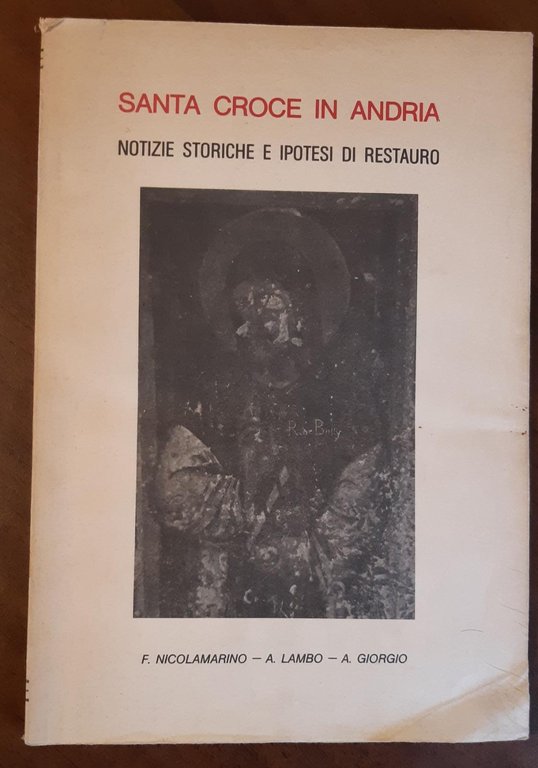 SANTA CROCE IN ANDRIA
NOTIZIE STORICHE E IPOTESI DI RESTAURO
F. NICOLAMARINO – A. LAMBO – A. GIORGIO